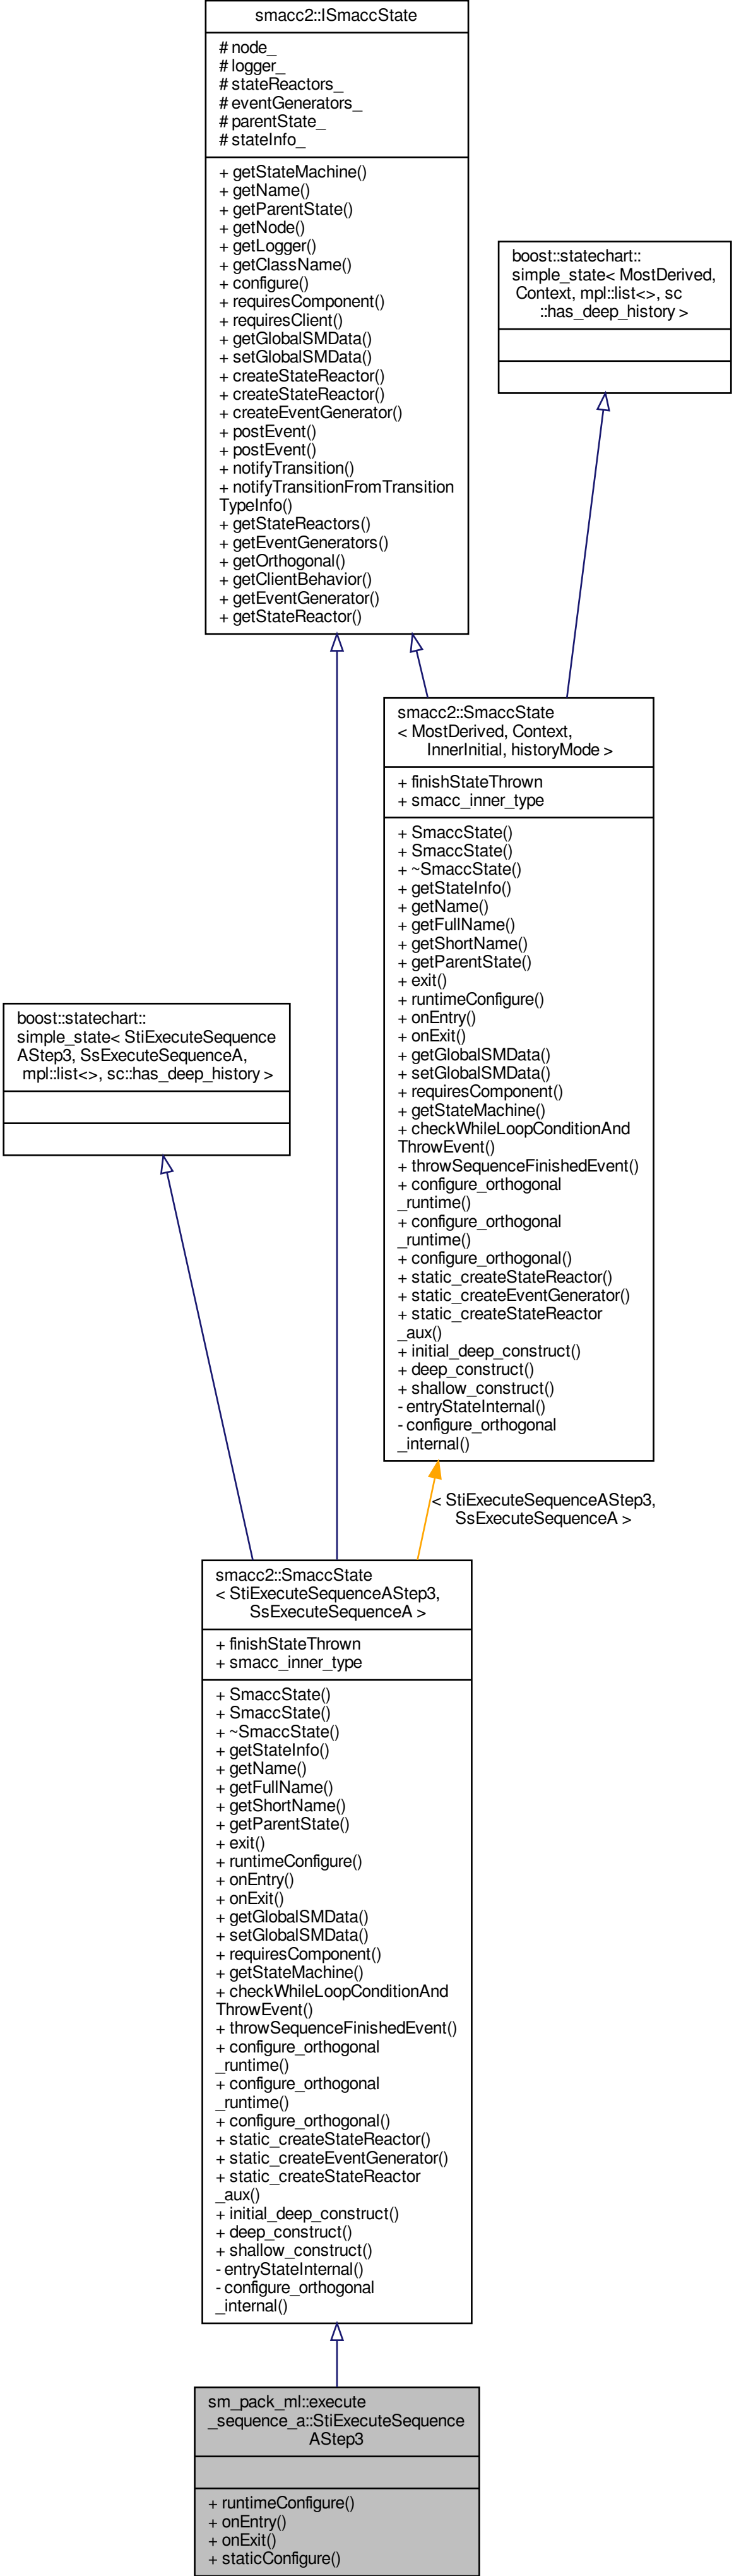 smacc2::ISmaccState
# node_
# logger_
# stateReactors_
# eventGenerators_
# parentState_
# stateInfo_
+ getStateMachine()
+ getName()
+ getParentState()
+ getNode()
+ getLogger()
+ getClassName()
+ configure()
+ requiresComponent()
+ requiresClient()
+ getGlobalSMData()
+ setGlobalSMData()
+ createStateReactor()
+ createStateReactor()
+ createEventGenerator()
+ postEvent()
+ postEvent()
+ notifyTransition()
+ notifyTransitionFromTransition
TypeInfo()
+ getStateReactors()
+ getEventGenerators()
+ getOrthogonal()
+ getClientBehavior()
+ getEventGenerator()
+ getStateReactor()
boost::statechart::
simple_state< MostDerived,
Context, mpl::list<>, sc
::has_deep_history >
smacc2::SmaccState
< MostDerived, Context,
InnerInitial, historyMode >
+ finishStateThrown
+ smacc_inner_type
+ SmaccState()
+ SmaccState()
+ ~SmaccState()
+ getStateInfo()
+ getName()
+ getFullName()
+ getShortName()
+ getParentState()
+ exit()
+ runtimeConfigure()
+ onEntry()
+ onExit()
+ getGlobalSMData()
+ setGlobalSMData()
+ requiresComponent()
+ getStateMachine()
+ checkWhileLoopConditionAnd
ThrowEvent()
+ throwSequenceFinishedEvent()
+ configure_orthogonal
_runtime()
+ configure_orthogonal
_runtime()
+ configure_orthogonal()
+ static_createStateReactor()
+ static_createEventGenerator()
+ static_createStateReactor
_aux()
+ initial_deep_construct()
+ deep_construct()
+ shallow_construct()
- entryStateInternal()
- configure_orthogonal
_internal()
boost::statechart::
simple_state< StiExecuteSequence
AStep3, SsExecuteSequenceA,
mpl::list<>, sc::has_deep_history >
< StiExecuteSequenceAStep3,
SsExecuteSequenceA >
smacc2::SmaccState
< StiExecuteSequenceAStep3,
SsExecuteSequenceA >
+ finishStateThrown
+ smacc_inner_type
+ SmaccState()
+ SmaccState()
+ ~SmaccState()
+ getStateInfo()
+ getName()
+ getFullName()
+ getShortName()
+ getParentState()
+ exit()
+ runtimeConfigure()
+ onEntry()
+ onExit()
+ getGlobalSMData()
+ setGlobalSMData()
+ requiresComponent()
+ getStateMachine()
+ checkWhileLoopConditionAnd
ThrowEvent()
+ throwSequenceFinishedEvent()
+ configure_orthogonal
_runtime()
+ configure_orthogonal
_runtime()
+ configure_orthogonal()
+ static_createStateReactor()
+ static_createEventGenerator()
+ static_createStateReactor
_aux()
+ initial_deep_construct()
+ deep_construct()
+ shallow_construct()
- entryStateInternal()
- configure_orthogonal
_internal()
sm_pack_ml::execute
_sequence_a::StiExecuteSequence
AStep3
+ runtimeConfigure()
+ onEntry()
+ onExit()
+ staticConfigure()